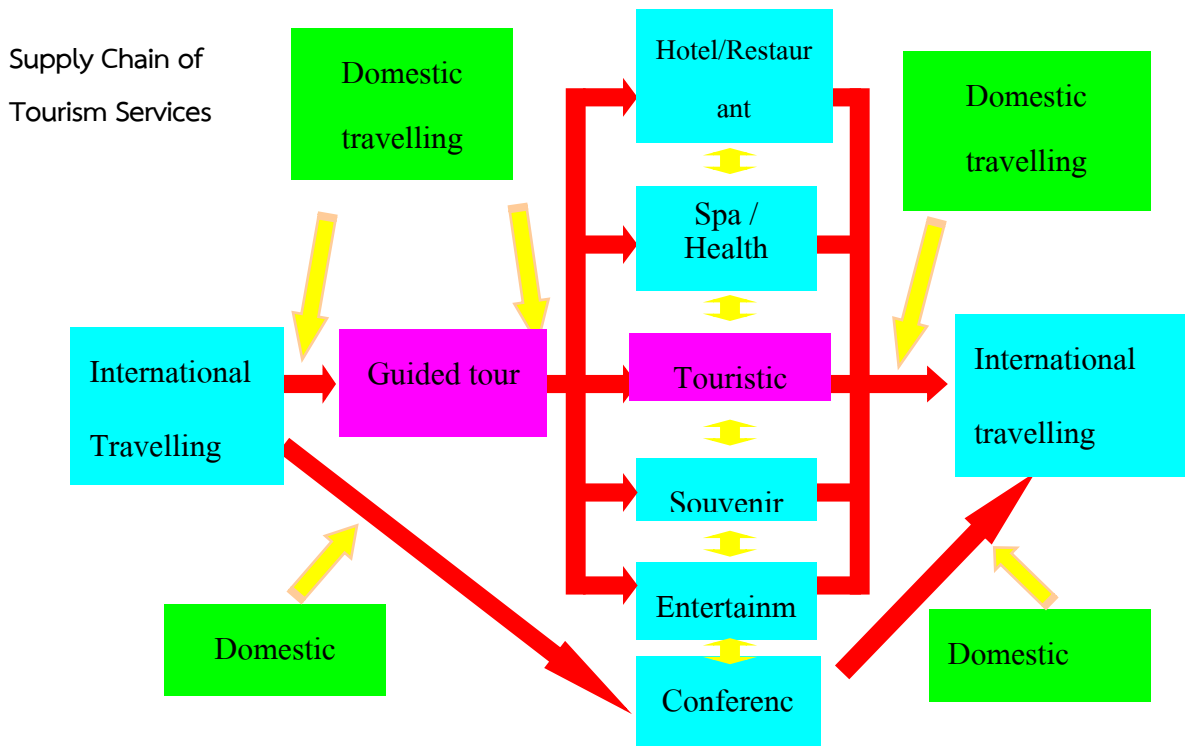 Supply Chain of
Tourism Services
Domestic
travelling
Hotel/Restaur
ant
Domestic
travelling
Spa /
Health
International
Travelling
Guided tour
Touristic
International
travelling
Souvenir
Entertainm
Domestic
Domestic
Conferenc